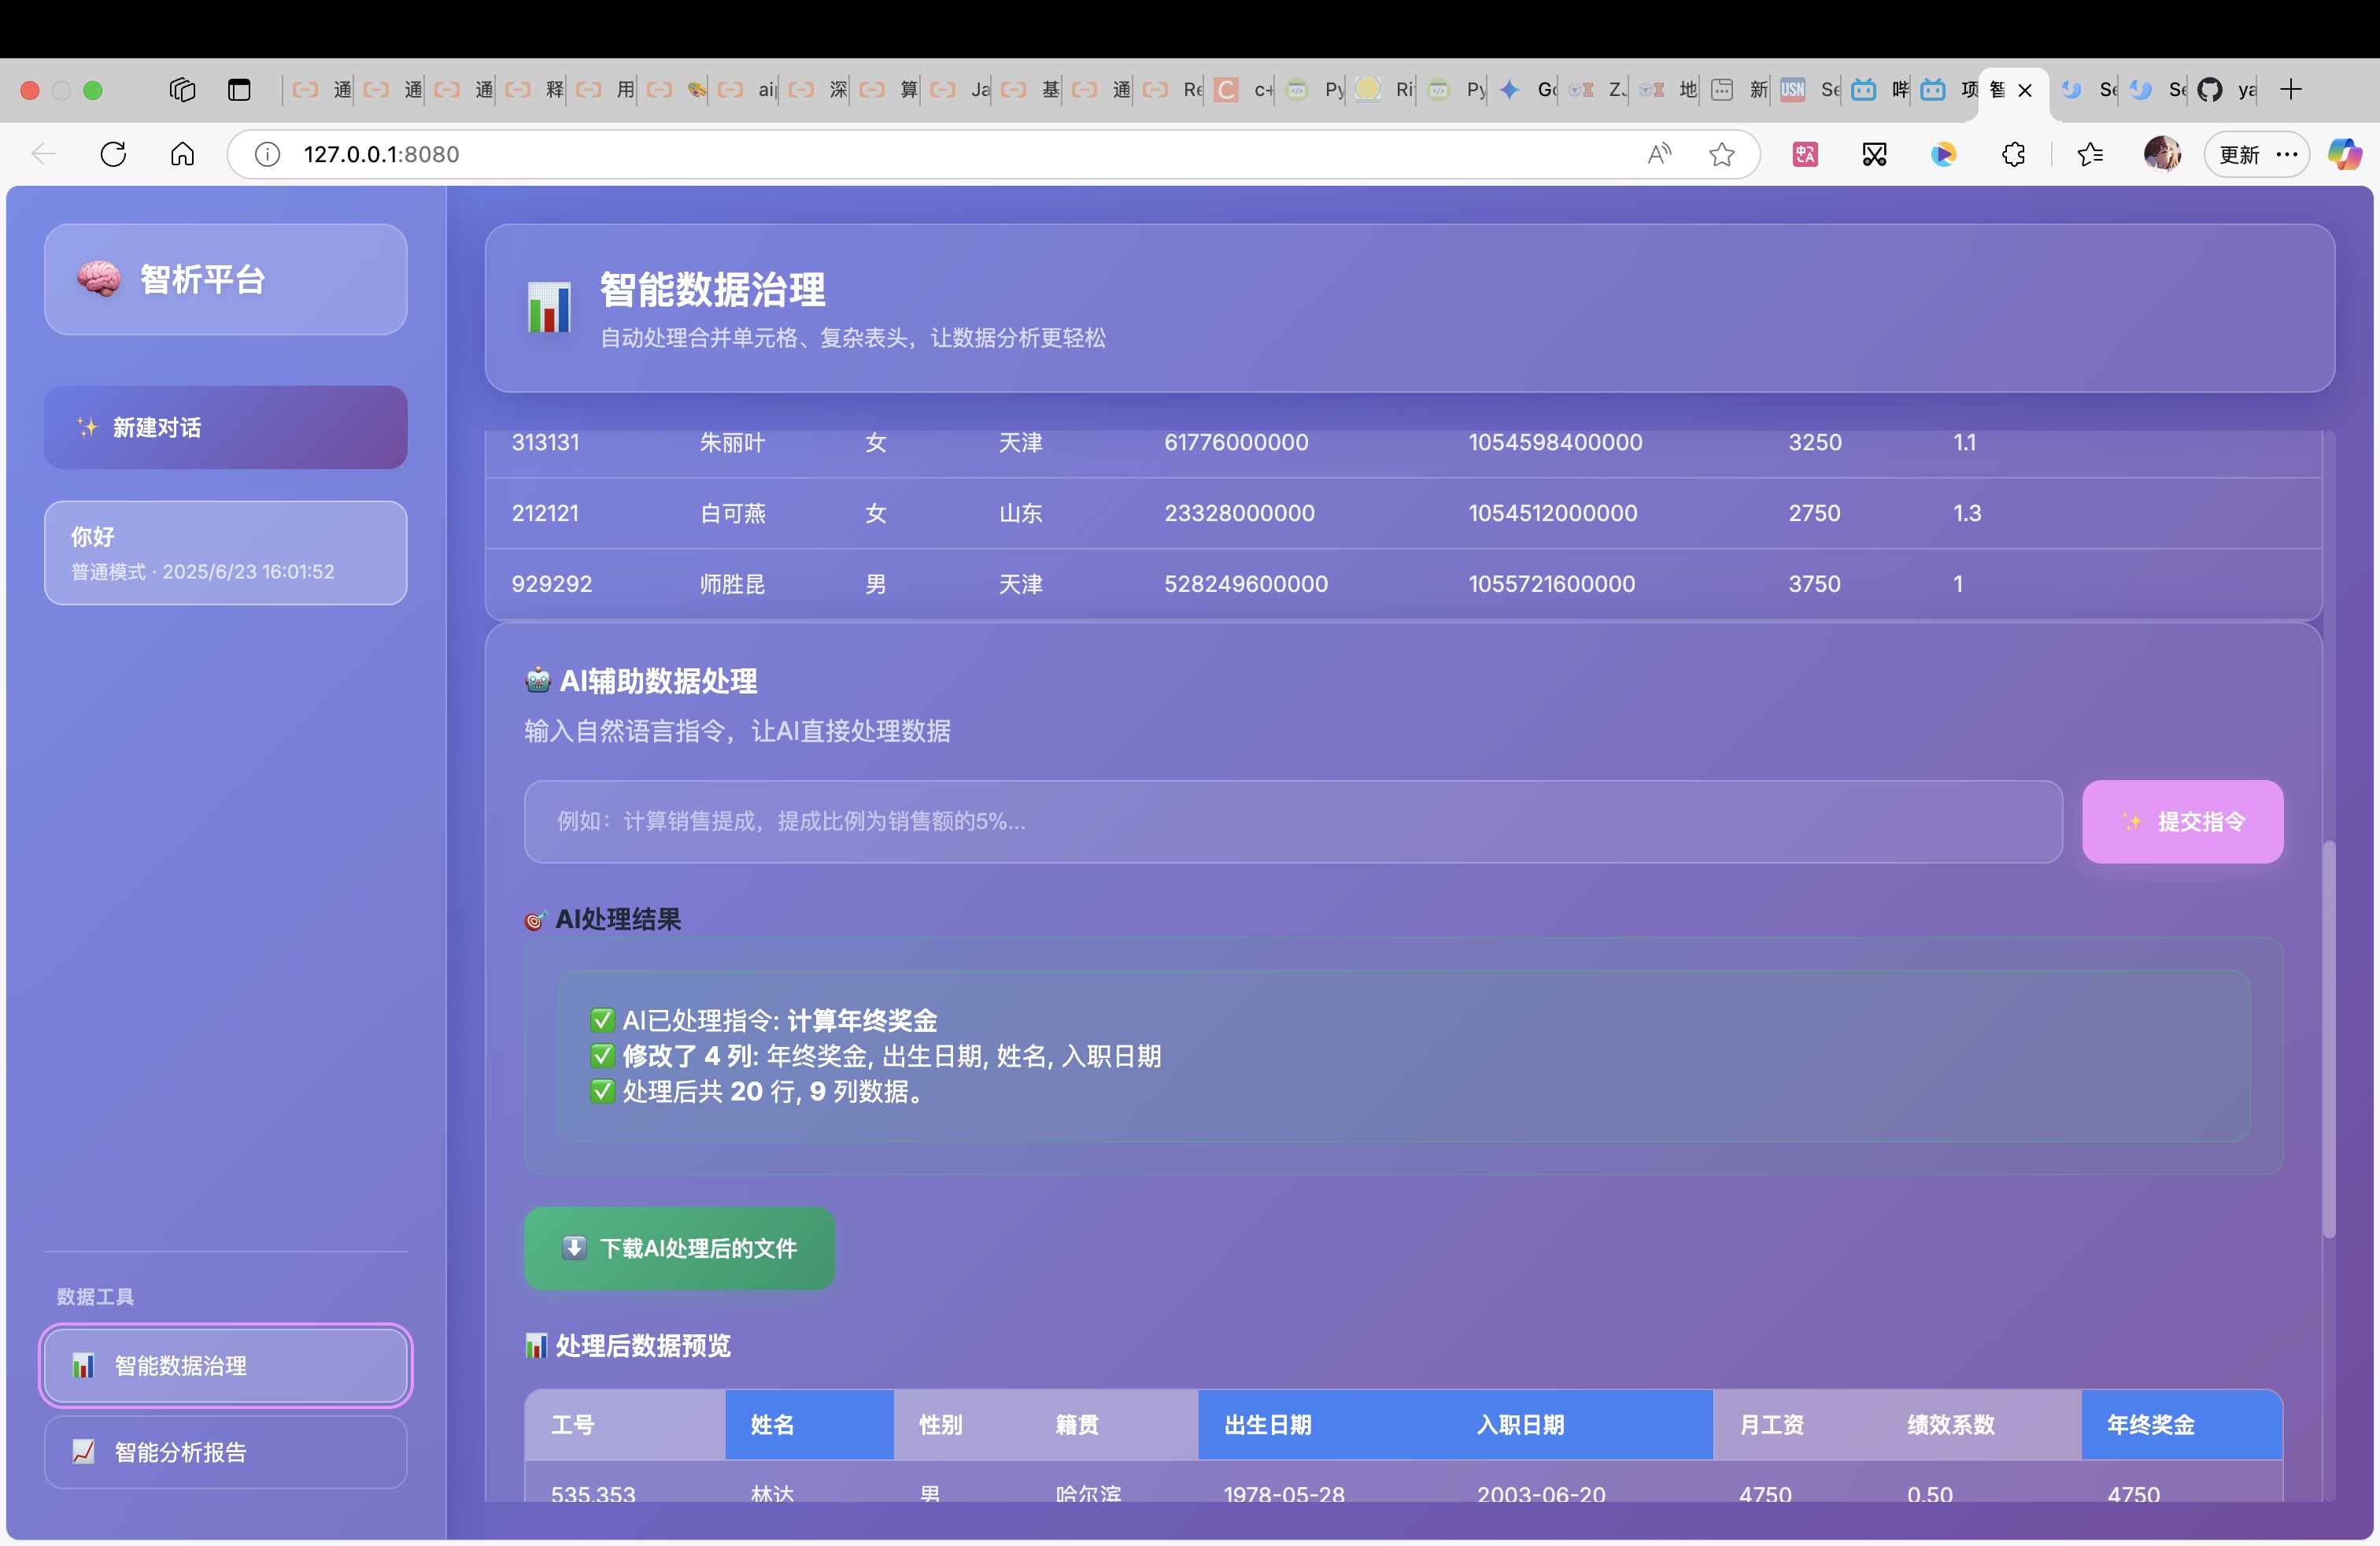 通
通
通
释
用
深
算
Ja
基
通
Re
c+
Py
Ri
Py
地
新
USN
哔
项
智
ya
127.0.0.1:8080
更新
智析平台
新建对话
你好
普通模式 · 2025/6/23 16:01:52
数据工具
智能数据治理
智能分析报告
智能数据治理
自动处理合并单元格、复杂表头，让数据分析更轻松
313131 朱丽叶 女 天津 61776000000 1054598400000 3250 1.1
212121 白可燕 女 山东 23328000000 1054512000000 2750 1.3
929292 师胜昆 男 天津 528249600000 1055721600000 3750 1
AI辅助数据处理
输入自然语言指令，让AI直接处理数据
例如：计算销售提成，提成比例为销售额的5%...
提交指令
AI处理结果
AI已处理指令: 计算年终奖金
修改了 4 列: 年终奖金, 出生日期, 姓名, 入职日期
处理后共 20 行, 9 列数据。
下载AI处理后的文件
处理后数据预览
工号 姓名 性别 籍贯 出生日期 入职日期 月工资 绩效系数 年终奖金
535,353 林达 男 哈尔滨 1978-05-28 2003-06-20 4750 0.50 4750